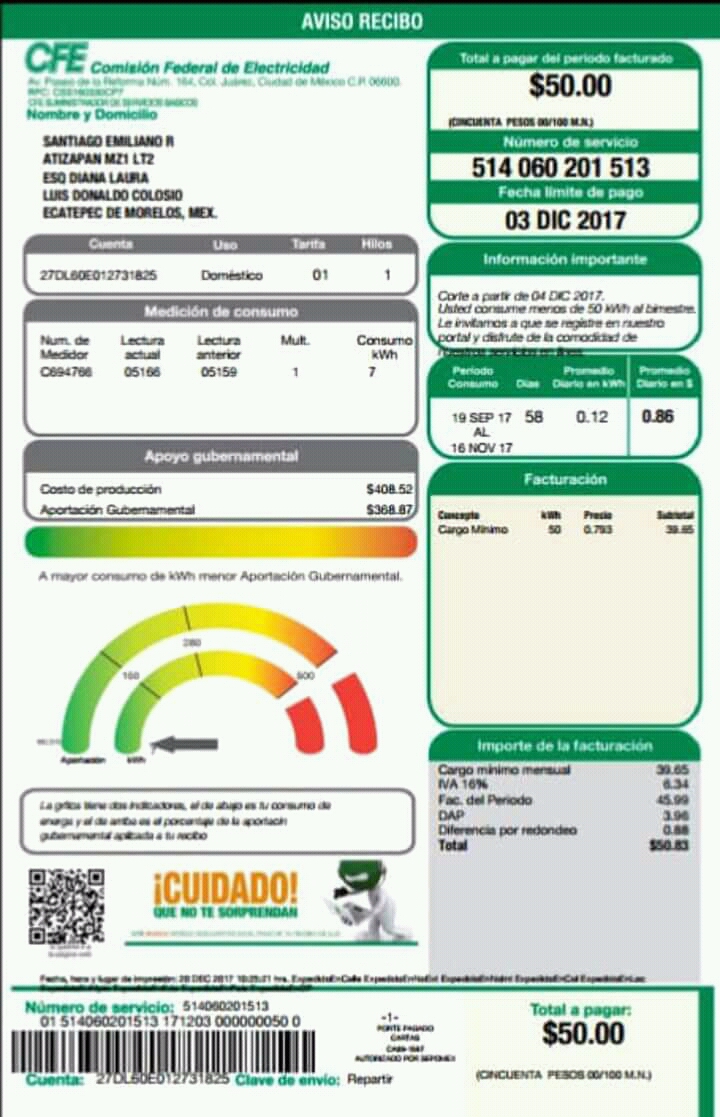 AVISO RECIBO
CFE Comisión Federal de Electricidad
Av. Paseo de la Reforma Núm. 164, Col. Juárez, Ciudad de México C.P. 06600.
CFE SUMINISTRADOR DE SERVICIOS BASICOS
Nombre y Domicilio
SANTIAGO EMILIANO R
ATIZAPAN MZ1 LT2
ESQ DIANA LAURA
LUIS DONALDO COLOSIO
ECATEPEC DE MORELOS, MEX.
Total a pagar del periodo facturado
$50.00
(CINCUENTA PESOS 00/100 M.N.)
Número de servicio
514 060 201 513
Fecha límite de pago
03 DIC 2017
Cuenta Uso Tarifa Hilos
27DL60E012731825 Doméstico 01 1
Información importante
Corte a partir de 04 DIC 2017.
Usted consume menos de 50 kWh al bimestre.
Le invitamos a que se registre en nuestro
portal y disfrute de la comodidad de
nuestros servicios en línea.
Medición de consumo
Num. de Medidor Lectura actual Lectura anterior Mult. Consumo kWh
C694766 05166 05159 1 7
Periodo Consumo Días Promedio Diario en kWh Promedio Diario en $
19 SEP 17 58 0.12 0.86
AL
16 NOV 17
Apoyo gubernamental
Costo de producción $408.52
Aportación Gubernamental $368.87
A mayor consumo de kWh menor Aportación Gubernamental.
Facturación
Concepto kWh Precio Subtotal
Cargo Mínimo 50 0.793 39.65
280
150
500
Aportación kWh
7
La gráfica tiene dos indicadores, el de abajo es tu consumo de
energa y el de arriba es el porcentaje de la aportacin
gubernamental aplicada a tu recibo
Importe de la facturación
Cargo mínimo mensual 39.65
IVA 16% 6.34
Fac. del Periodo 45.99
DAP 3.96
Diferencia por redondeo 0.88
Total $50.83
¡CUIDADO!
QUE NO TE SORPRENDAN
Fecha, hora y lugar de impresión: 28 DEC 2017 10:25:21 hrs.
Número de servicio: 514060201513
01 514060201513 171203 000000050 0
Cuenta: 27DL60E012731825 Clave de envío: Repartir
-1-
PORTE PAGADO
CARTAS
CA09-1587
AUTORIZADO POR SEPOMEX
Total a pagar:
$50.00
(CINCUENTA PESOS 00/100 M.N.)